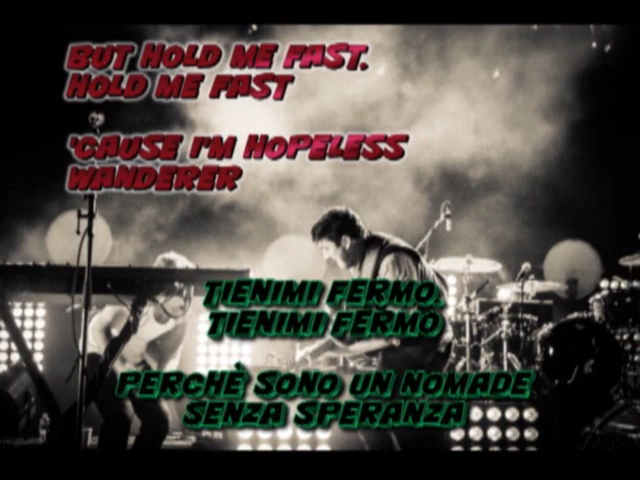 BUT HOLD ME FAST,
HOLD ME FAST
'CAUSE I'M HOPELESS
WANDERER
TIENIMI FERMO,
TIENIMI FERMO
PERCHÈ SONO UN NOMADE
SENZA SPERANZA